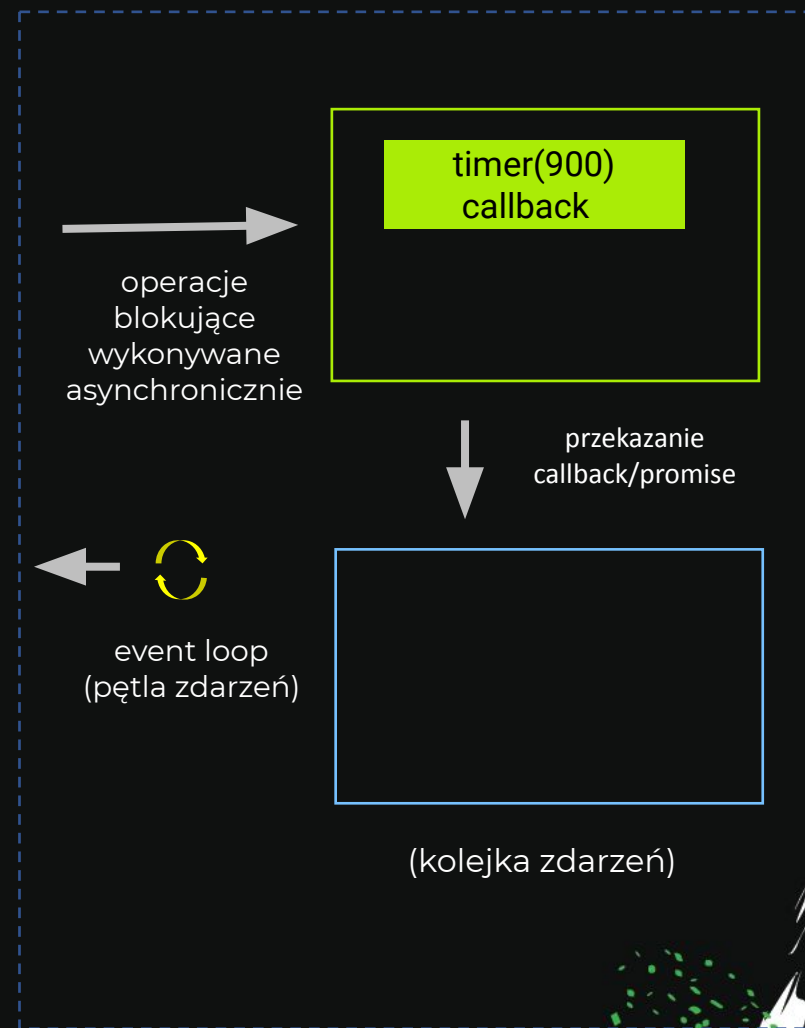 timer(900)
callback
operacje
blokujące
wykonywane
asynchronicznie
przekazanie
callback/promise
event loop
(pętla zdarzeń)
(kolejka zdarzeń)